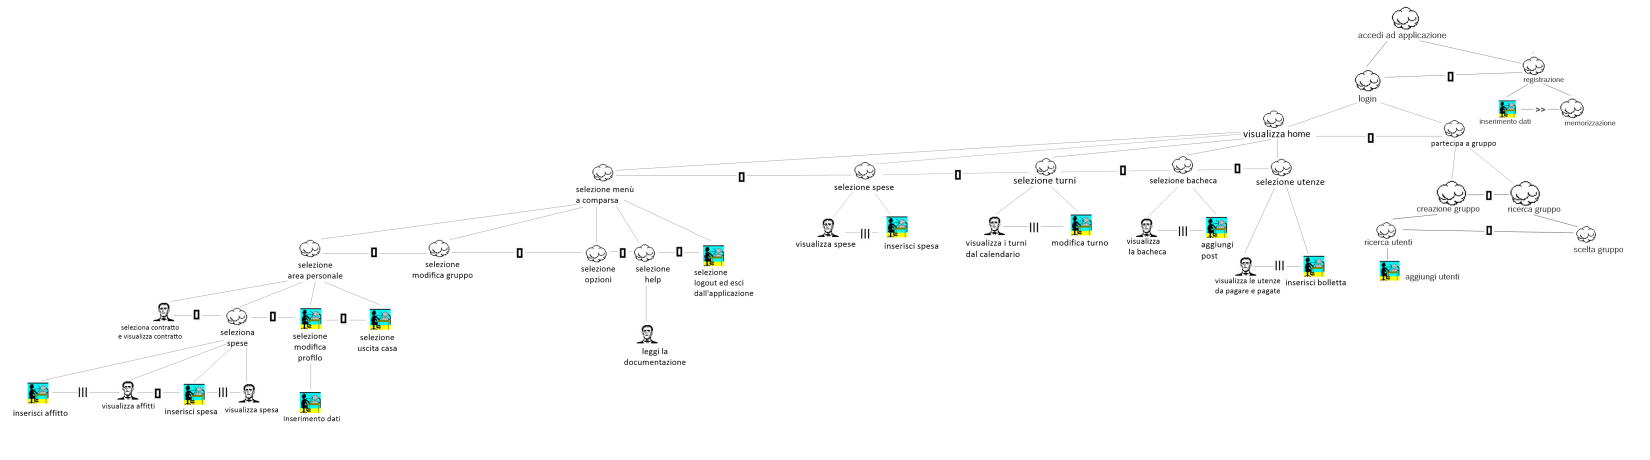 accedi ad applicazione
registrazione
login
inserimento dati
>>
memorizzazione
visualizza home
partecipa a gruppo
selezione menù
a comparsa
selezione spese
selezione turni
selezione bacheca
selezione utenze
creazione gruppo
ricerca gruppo
visualizza spese
|||
inserisci spesa
visualizza i turni
dal calendario
|||
modifica turno
visualizza
la bacheca
|||
aggiungi
post
ricerca utenti
scelta gruppo
selezione
area personale
selezione
modifica gruppo
selezione
opzioni
selezione
help
selezione
logout ed esci
dall'applicazione
visualizza le utenze
da pagare e pagate
|||
inserisci bolletta
aggiungi utenti
seleziona contratto
e visualizza contratto
seleziona
spese
selezione
modifica
profilo
selezione
uscita casa
leggi la
documentazione
inserisci affitto
|||
visualizza affitti
inserisci spesa
|||
visualizza spesa
Inserimento dati